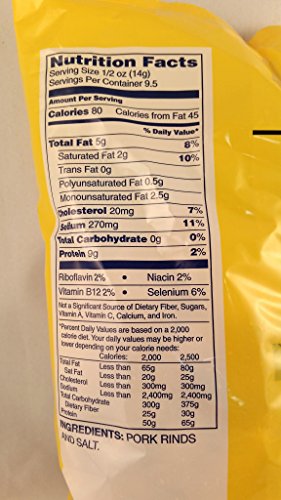 Nutrition Facts
Serving Size 1/2 oz (14g)
Servings Per Container 9.5
Amount Per Serving
Calories 80 Calories from Fat 45
% Daily Value*
Total Fat 5g 8%
Saturated Fat 2g 10%
Trans Fat 0g
Polyunsaturated Fat 0.5g
Monounsaturated Fat 2.5g
Cholesterol 20mg 7%
Sodium 270mg 11%
Total Carbohydrate 0g 0%
Protein 9g 2%
Riboflavin 2% • Niacin 2%
Vitamin B12 2% • Selenium 6%
Not a Significant Source of Dietary Fiber, Sugars,
Vitamin A, Vitamin C, Calcium, and Iron.
*Percent Daily Values are based on a 2,000
calorie diet. Your daily values may be higher or
lower depending on your calorie needs:
Calories: 2,000 2,500
Total Fat Less than 65g 80g
Sat Fat Less than 20g 25g
Cholesterol Less than 300mg 300mg
Sodium Less than 2,400mg 2,400mg
Total Carbohydrate 300g 375g
Dietary Fiber 25g 30g
Protein 50g 65g
INGREDIENTS: PORK RINDS
AND SALT.